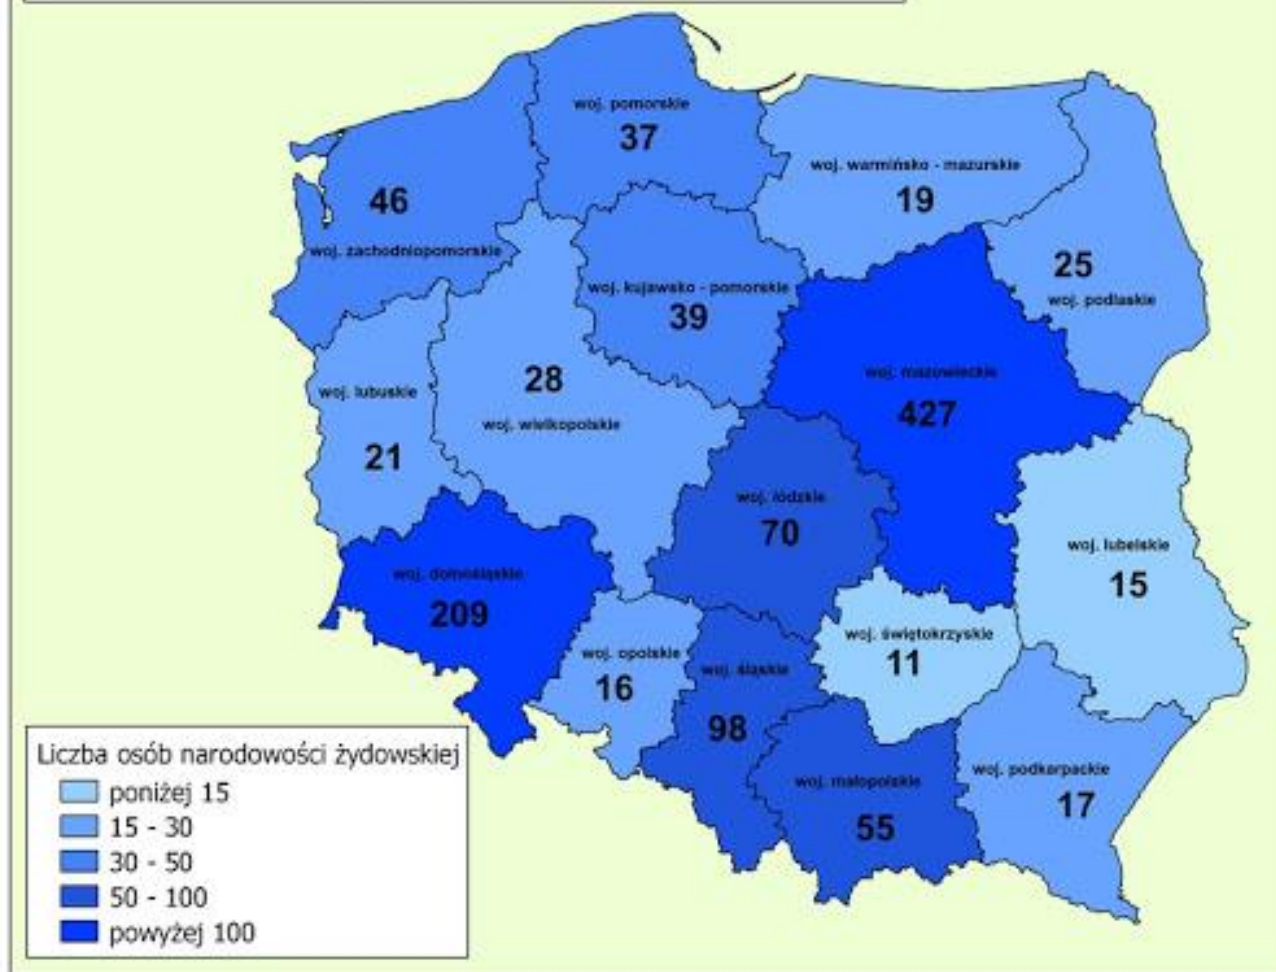 woj. pomorskie
37
woj. warmińsko - mazurskie
19
46
woj. zachodniopomorskie
25
woj. podlaskie
woj. kujawsko - pomorskie
39
woj. mazowieckie
427
28
woj. wielkopolskie
woj. lubuskie
21
woj. łódzkie
70
woj. lubelskie
15
woj. dolnośląskie
209
woj. świętokrzyskie
11
woj. opolskie
16
woj. śląskie
98
woj. małopolskie
55
woj. podkarpackie
17
Liczba osób narodowości żydowskiej
poniżej 15
15 - 30
30 - 50
50 - 100
powyżej 100